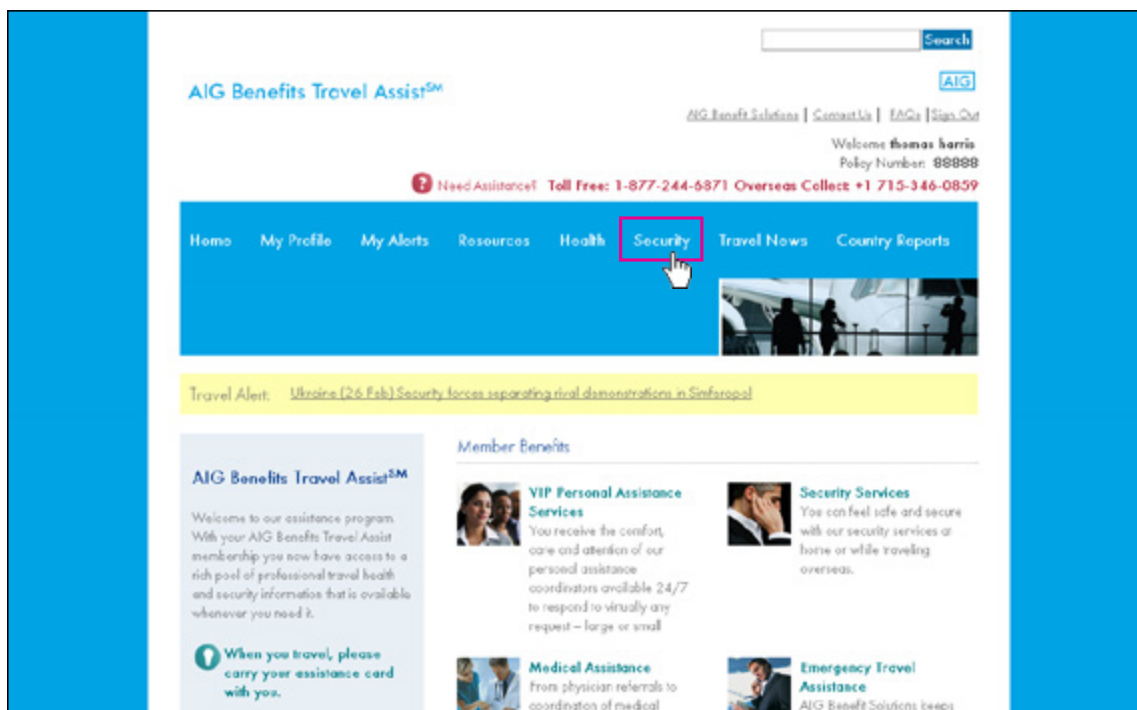 Search
AIG Benefits Travel Assist℠
AIG
AIG Benefit Solutions | Contact Us | FAQs | Sign Out
Welcome thomas harris
Policy Number: 88888
? Need Assistance? Toll Free: 1-877-244-6871 Overseas Collect: +1 715-346-0859
Home My Profile My Alerts Resources Health Security Travel News Country Reports
Travel Alert: Ukraine (26 Feb) Security forces separating rival demonstrations in Simferopol
AIG Benefits Travel Assist℠
Welcome to our assistance program.
With your AIG Benefits Travel Assist
membership you now have access to a
rich pool of professional travel health
and security information that is available
whenever you need it.
When you travel, please
carry your assistance card
with you.
Member Benefits
VIP Personal Assistance
Services
You receive the comfort,
care and attention of our
personal assistance
coordinators available 24/7
to respond to virtually any
request – large or small
Security Services
You can feel safe and secure
with our security services at
home or while traveling
overseas.
Medical Assistance
From physician referrals to
coordination of medical
Emergency Travel
Assistance
AIG Benefit Solutions keeps